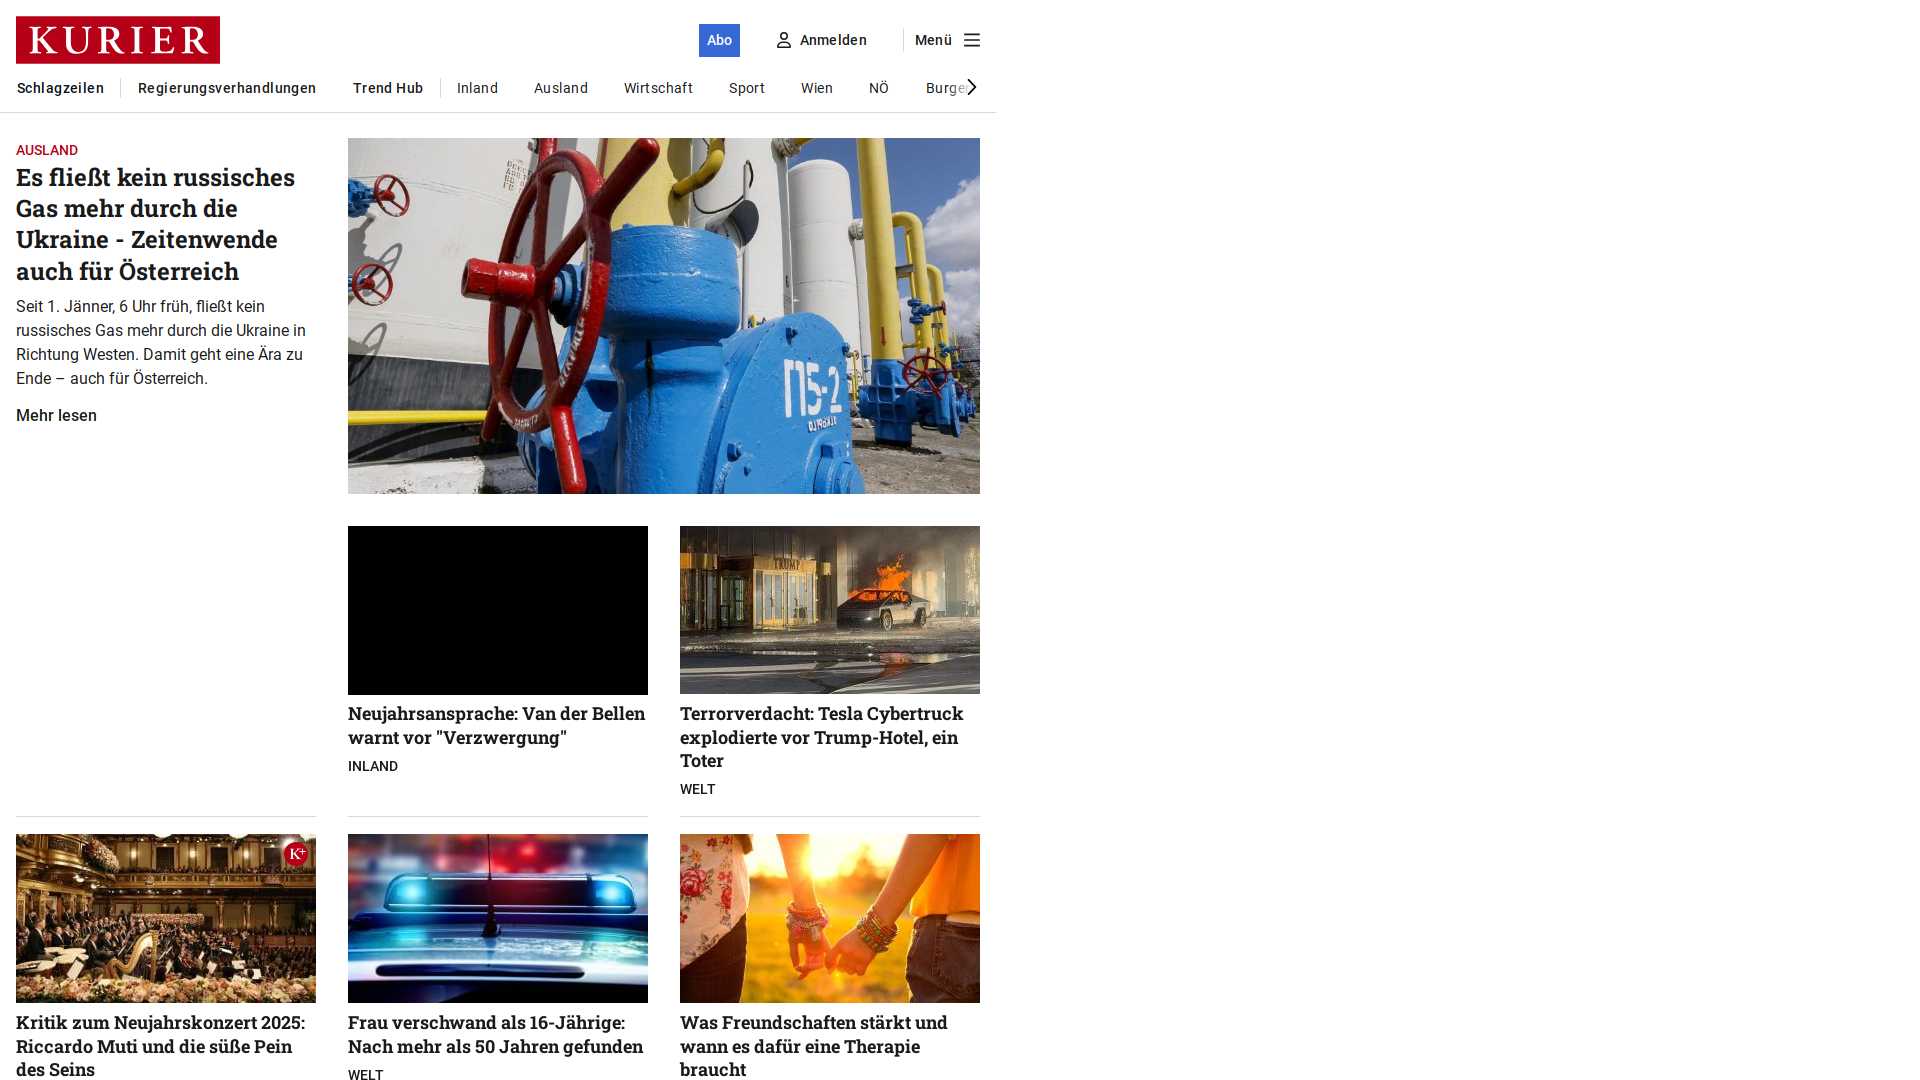 KURIER
Abo
Anmelden
Menü
Schlagzeilen
Regierungsverhandlungen
Trend Hub
Inland
Ausland
Wirtschaft
Sport
Wien
NÖ
AUSLAND
Es fließt kein russisches
Gas mehr durch die
Ukraine - Zeitenwende
auch für Österreich
Seit 1. Jänner, 6 Uhr früh, fließt kein
russisches Gas mehr durch die Ukraine in
Richtung Westen. Damit geht eine Ära zu
Ende – auch für Österreich.
Mehr lesen
П5-2
TRUMP
Neujahrsansprache: Van der Bellen
warnt vor "Verzwergung"
INLAND
Terrorverdacht: Tesla Cybertruck
explodierte vor Trump-Hotel, ein
Toter
WELT
K+
Kritik zum Neujahrskonzert 2025:
Riccardo Muti und die süße Pein
des Seins
Frau verschwand als 16-Jährige:
Nach mehr als 50 Jahren gefunden
WELT
Was Freundschaften stärkt und
wann es dafür eine Therapie
braucht